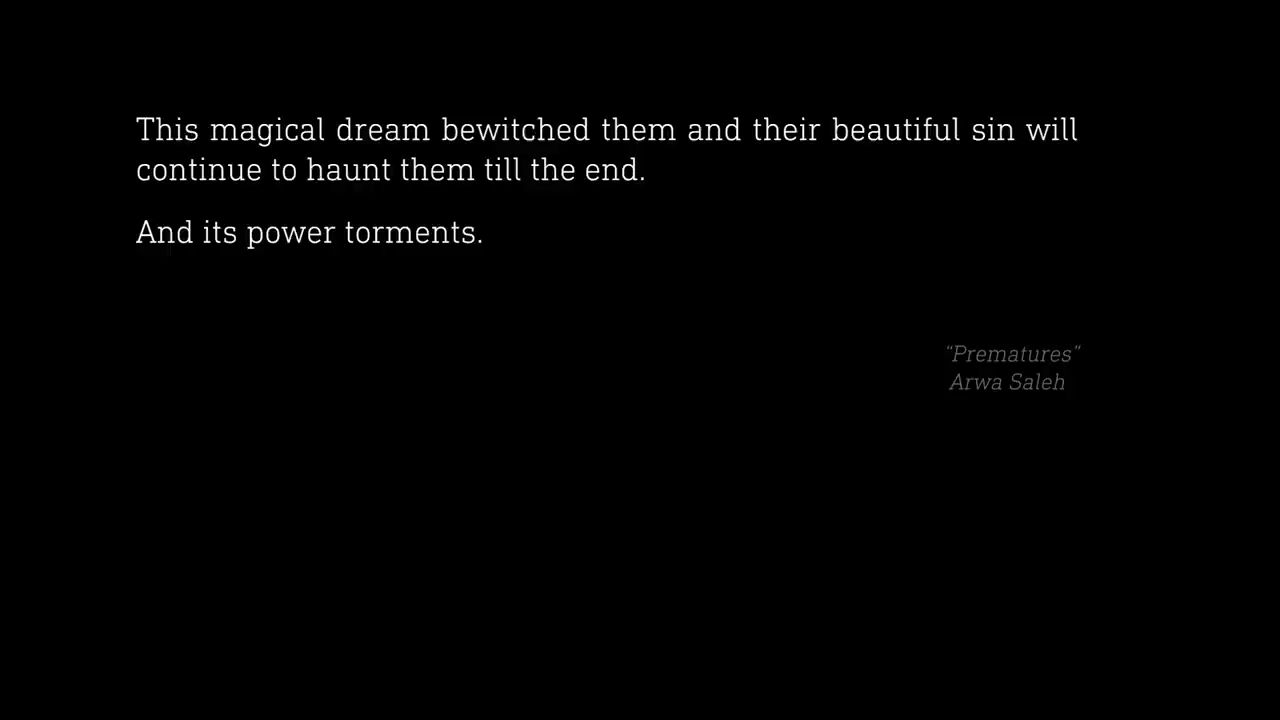 This magical dream bewitched them and their beautiful sin will
continue to haunt them till the end.
And its power torments.
“Prematures”
Arwa Saleh